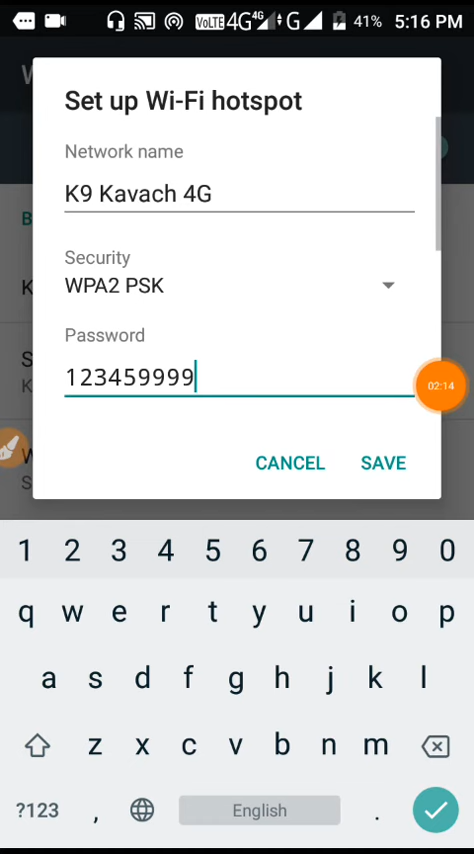 VoLTE 4G 4G G 41% 5:16 PM
W
Set up Wi-Fi hotspot
Network name
K9 Kavach 4G
B
Security
K
WPA2 PSK
Password
S
123459999
K
02:14
W
CANCEL SAVE
S
1 2 3 4 5 6 7 8 9 0
q w e r t y u i o p
a s d f g h j k l
z x c v b n m
?123 , English .